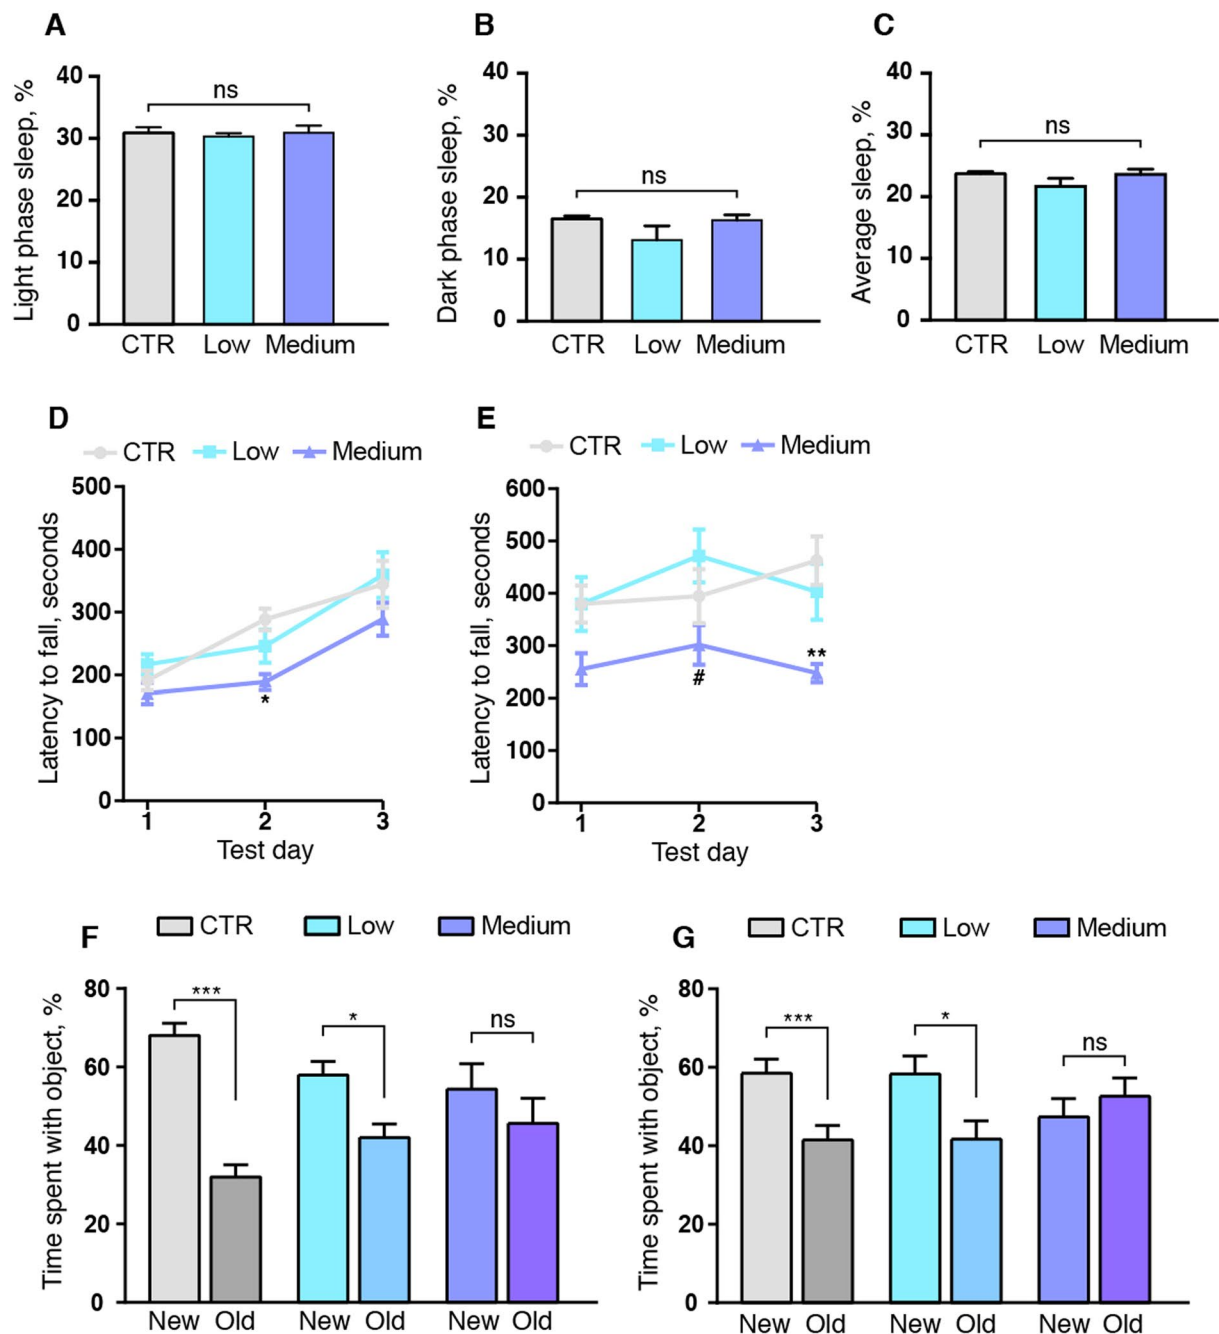 A
B
C
Light phase sleep, %
40
30
20
10
0
ns
CTR Low Medium
Dark phase sleep, %
40
30
20
10
0
ns
CTR Low Medium
Average sleep, %
40
30
20
10
0
ns
CTR Low Medium
D
CTR Low Medium
Latency to fall, seconds
500
400
300
200
100
0
*
1 2 3
Test day
E
CTR Low Medium
Latency to fall, seconds
600
500
400
300
200
100
0
#
**
1 2 3
Test day
F
CTR Low Medium
Time spent with object, %
80
60
40
20
0
***
*
ns
New Old New Old New Old
G
CTR Low Medium
Time spent with object, %
80
60
40
20
0
***
*
ns
New Old New Old New Old